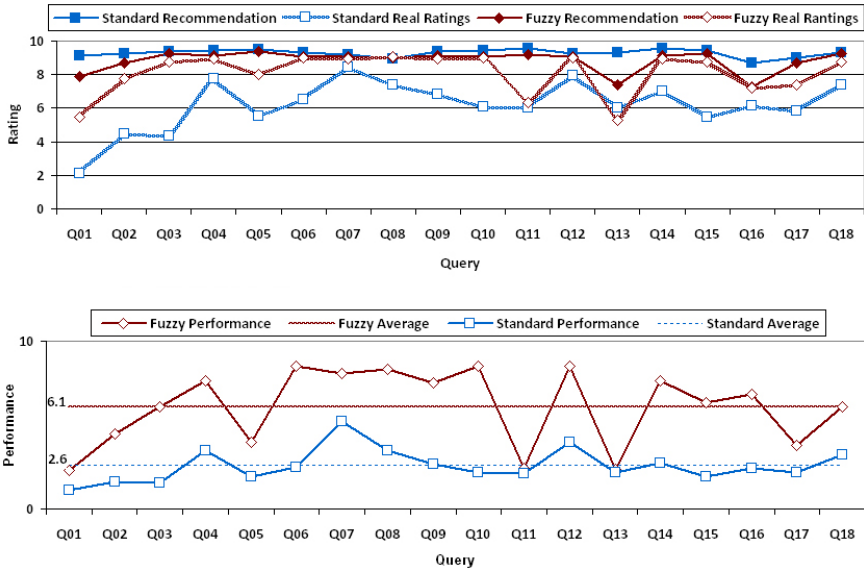 Standard Recommendation Standard Real Ratings Fuzzy Recommendation Fuzzy Real Rantings
10
8
6
4
2
0
Rating
Q01 Q02 Q03 Q04 Q05 Q06 Q07 Q08 Q09 Q10 Q11 Q12 Q13 Q14 Q15 Q16 Q17 Q18
Query
Fuzzy Performance Fuzzy Average Standard Performance Standard Average
10
6.1
2.6
0
Performance
Q01 Q02 Q03 Q04 Q05 Q06 Q07 Q08 Q09 Q10 Q11 Q12 Q13 Q14 Q15 Q16 Q17 Q18
Query